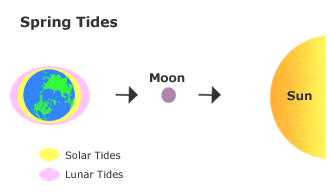 Spring Tides
Moon
Sun
Solar Tides
Lunar Tides